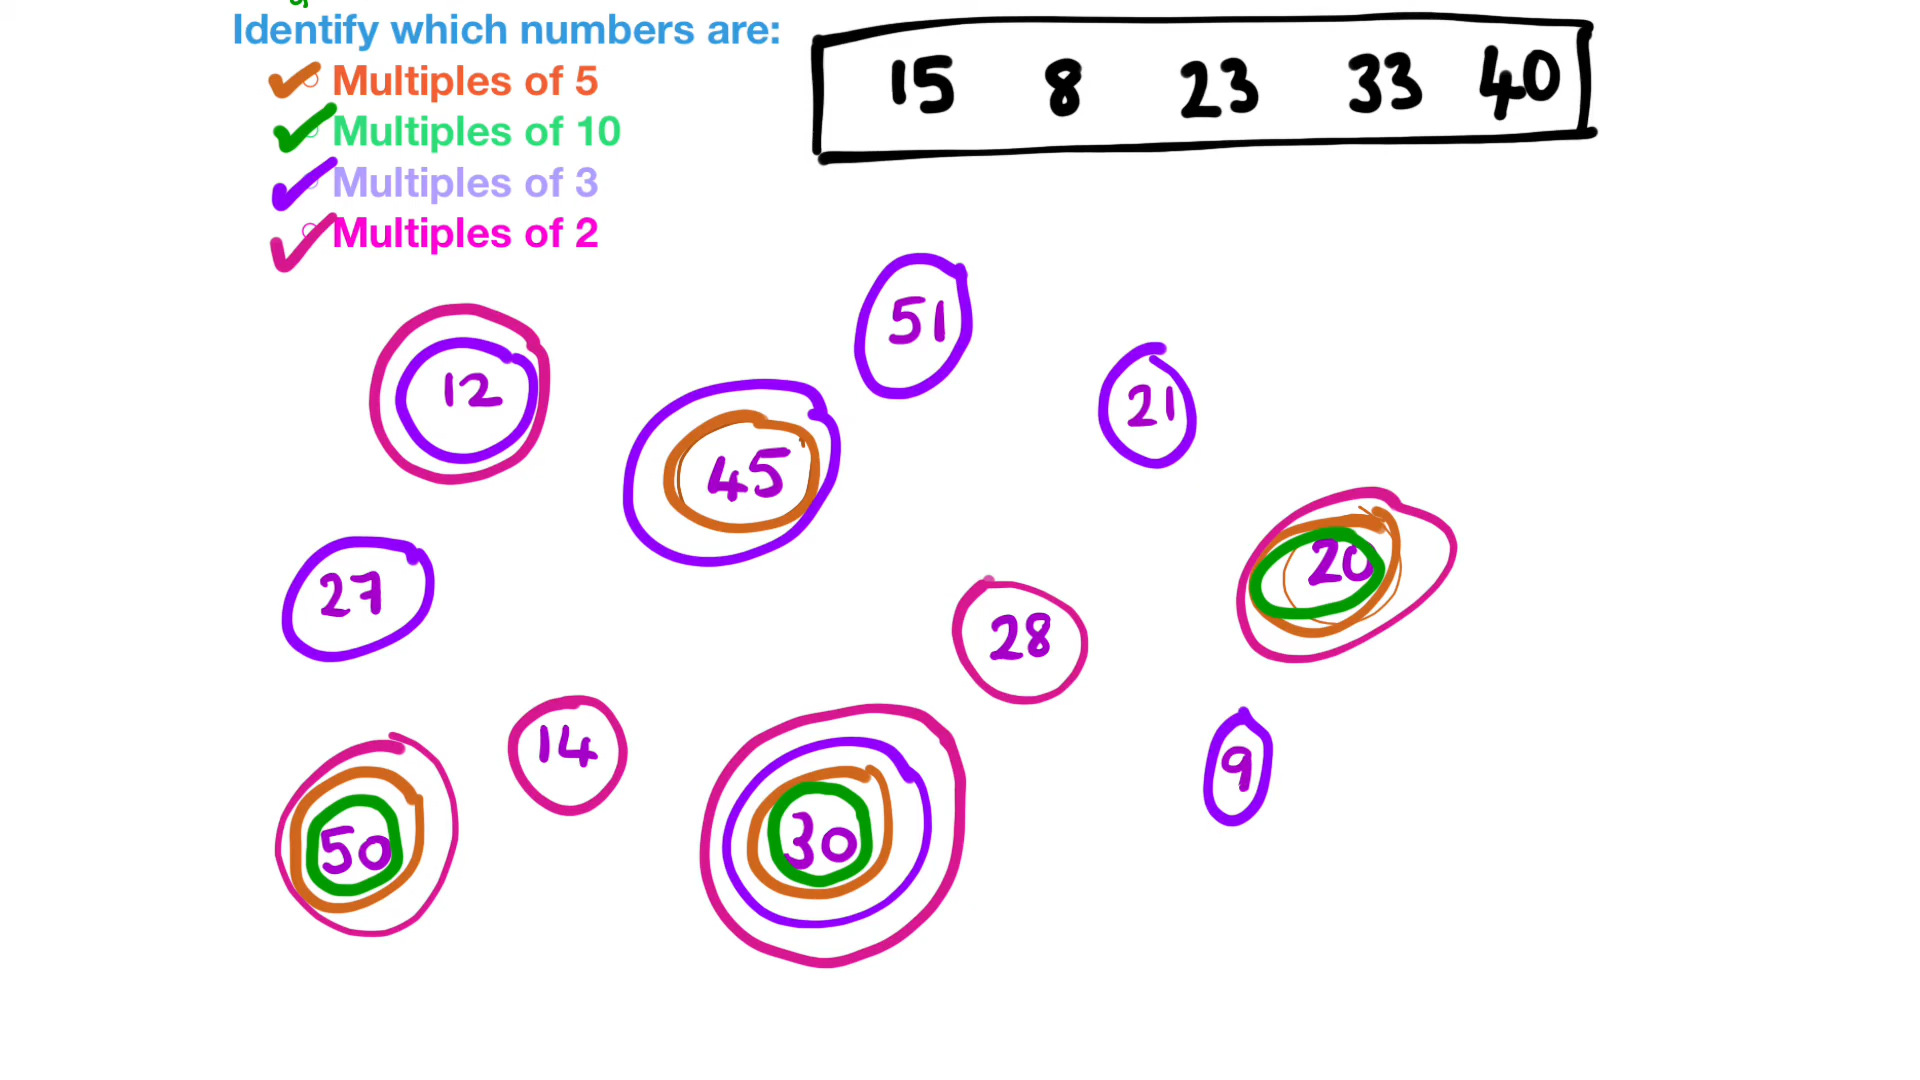 Identify which numbers are:
Multiples of 5
Multiples of 10
Multiples of 3
Multiples of 2
15 8 23 33 40
51
12
21
45
20
27
28
14
9
50
30